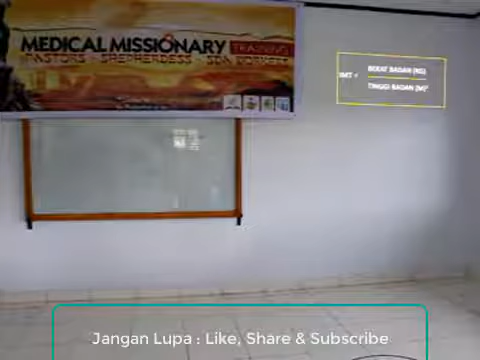 MEDICAL MISSIONARY TRAINING
PASTORS - SHEPHERDESS - SDA WORKERS
IMT = BERAT BADAN (KG)
TINGGI BADAN (M)²
Jangan Lupa : Like, Share & Subscribe